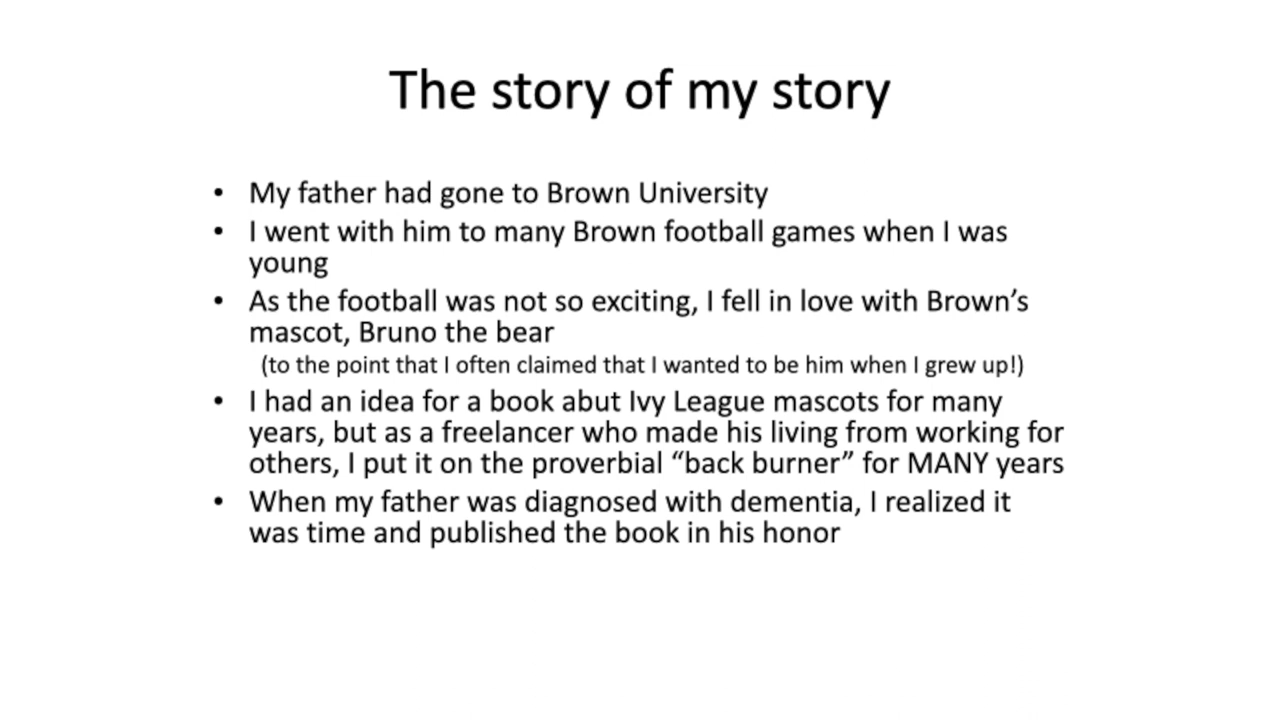 The story of my story
• My father had gone to Brown University
• I went with him to many Brown football games when I was
young
• As the football was not so exciting, I fell in love with Brown’s
mascot, Bruno the bear
(to the point that I often claimed that I wanted to be him when I grew up!)
• I had an idea for a book abut Ivy League mascots for many
years, but as a freelancer who made his living from working for
others, I put it on the proverbial “back burner” for MANY years
• When my father was diagnosed with dementia, I realized it
was time and published the book in his honor